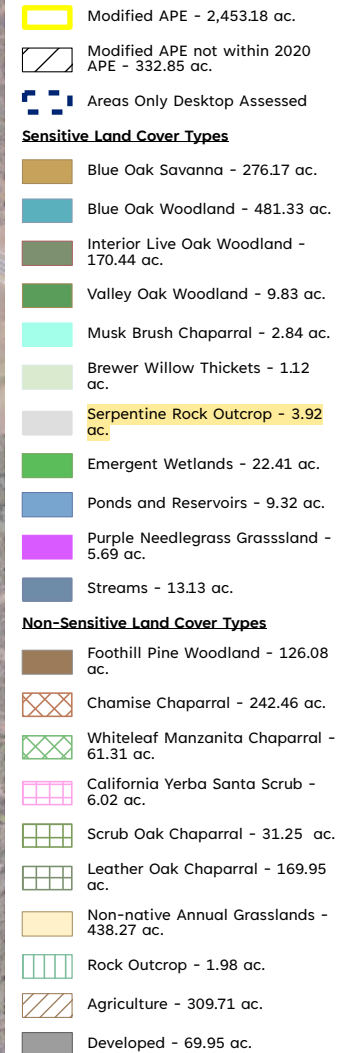 Modified APE - 2,453.18 ac.
Modified APE not within 2020
APE - 332.85 ac.
Areas Only Desktop Assessed
Sensitive Land Cover Types
Blue Oak Savanna - 276.17 ac.
Blue Oak Woodland - 481.33 ac.
Interior Live Oak Woodland -
170.44 ac.
Valley Oak Woodland - 9.83 ac.
Musk Brush Chaparral - 2.84 ac.
Brewer Willow Thickets - 1.12
ac.
Serpentine Rock Outcrop - 3.92
ac.
Emergent Wetlands - 22.41 ac.
Ponds and Reservoirs - 9.32 ac.
Purple Needlegrass Grasssland -
5.69 ac.
Streams - 13.13 ac.
Non-Sensitive Land Cover Types
Foothill Pine Woodland - 126.08
ac.
Chamise Chaparral - 242.46 ac.
Whiteleaf Manzanita Chaparral -
61.31 ac.
California Yerba Santa Scrub -
6.02 ac.
Scrub Oak Chaparral - 31.25 ac.
Leather Oak Chaparral - 169.95
ac.
Non-native Annual Grasslands -
438.27 ac.
Rock Outcrop - 1.98 ac.
Agriculture - 309.71 ac.
Developed - 69.95 ac.